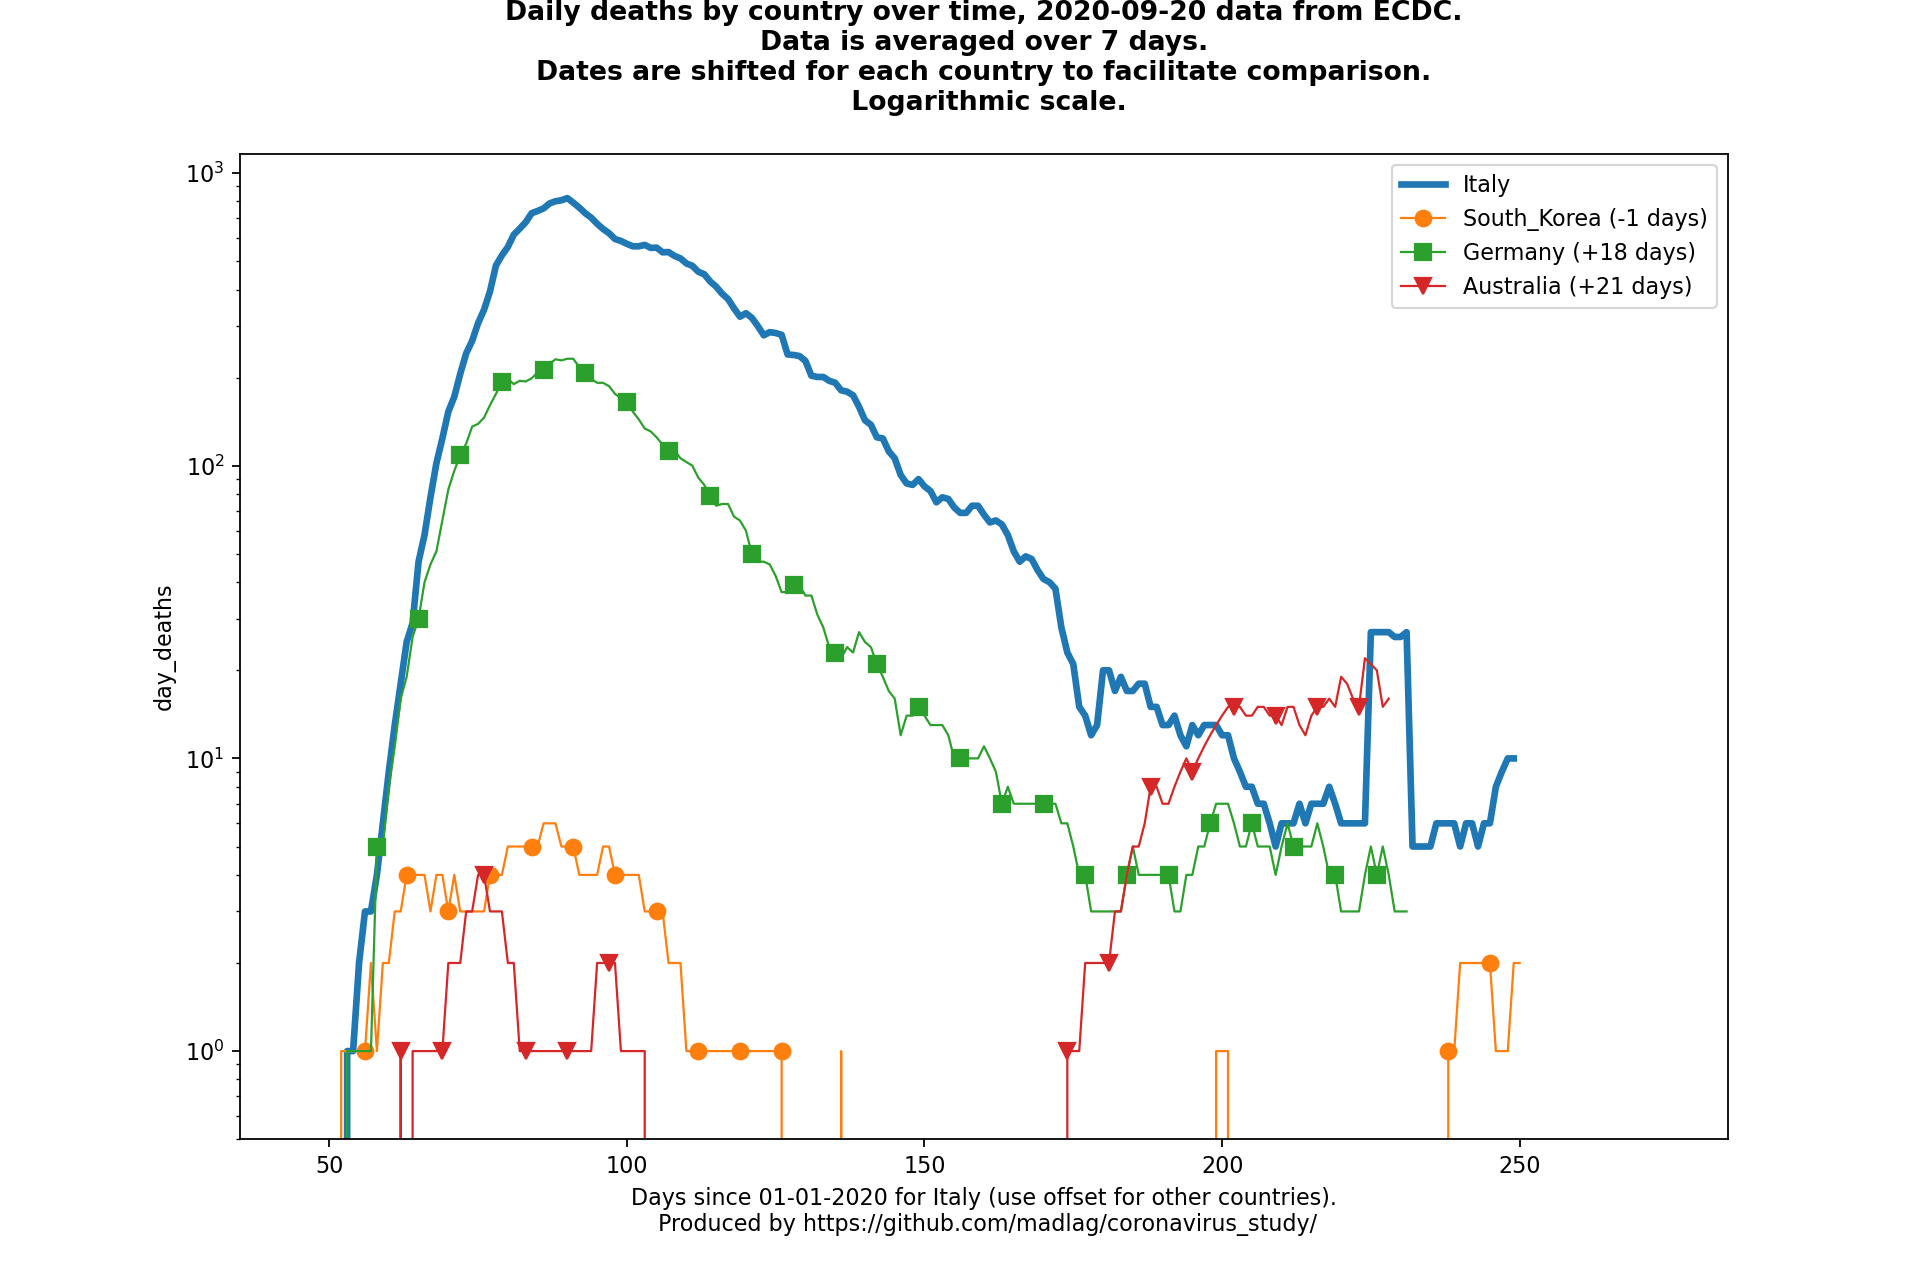 Daily deaths by country over time, 2020-09-20 data from ECDC.
Data is averaged over 7 days.
Dates are shifted for each country to facilitate comparison.
Logarithmic scale.
10³
10²
10¹
10⁰
day_deaths
Italy
South_Korea (-1 days)
Germany (+18 days)
Australia (+21 days)
50 100 150 200 250
Days since 01-01-2020 for Italy (use offset for other countries).
Produced by https://github.com/madlag/coronavirus_study/